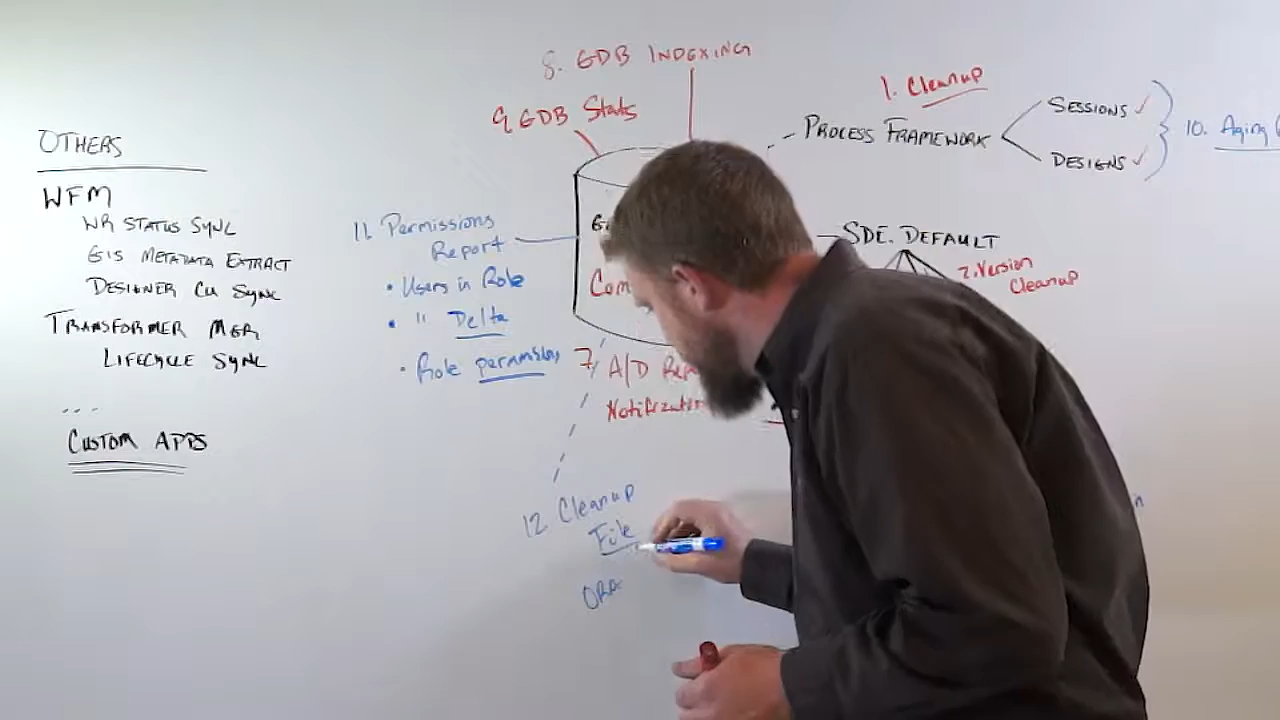 OTHERS
WFM
WR STATUS SYNC
GIS METADATA EXTRACT
DESIGNER CU SYNC
TRANSFORMER MGR
LIFECYCLE SYNC
...
CUSTOM APPS
8. GDB INDEXING
9. GDB Stats
11. Permissions
Report
• Users in Role
• " Delta
• Role permissions
7. A/D
Notification
12 Cleanup
File
ORA
1. Cleanup
PROCESS FRAMEWORK
SESSIONS ✓
DESIGNS ✓
10. Aging
SDE.DEFAULT
2. Version
Cleanup